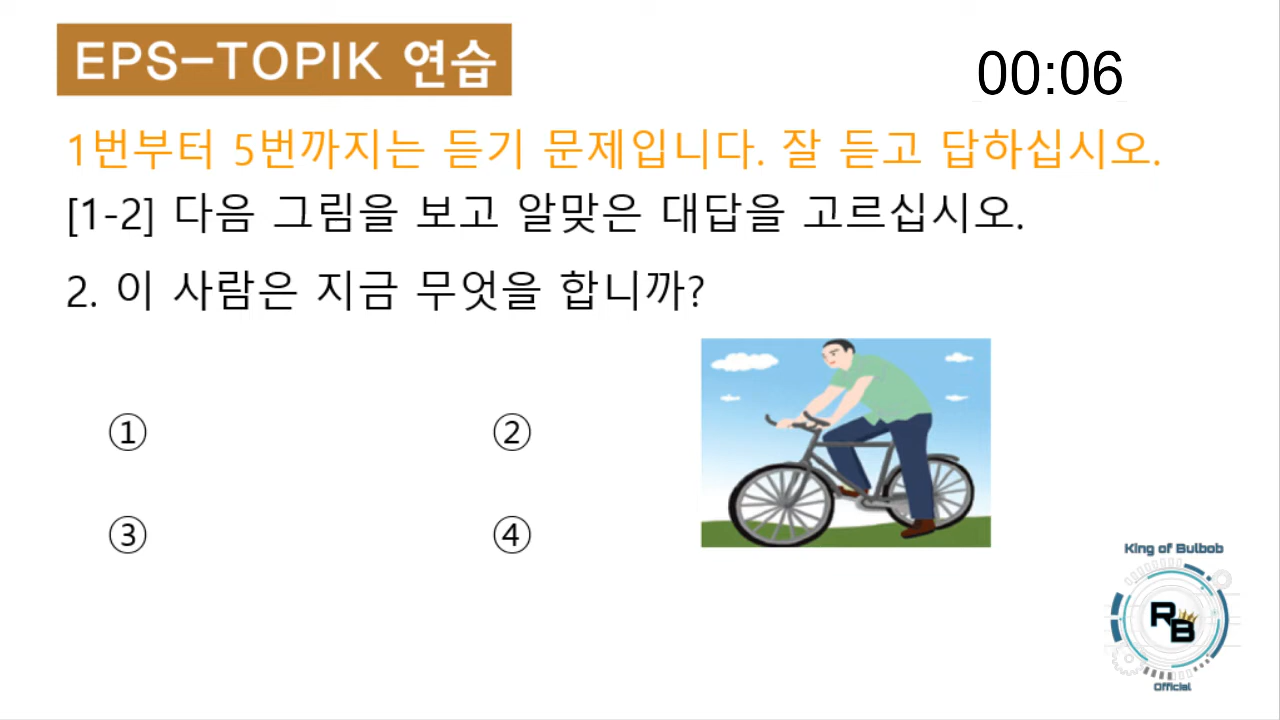 EPS-TOPIK 연습
00:06
1번부터 5번까지는 듣기 문제입니다. 잘 듣고 답하십시오.
[1-2] 다음 그림을 보고 알맞은 대답을 고르십시오.
2. 이 사람은 지금 무엇을 합니까?
① ②
③ ④
King of Bulbob
RB
Official